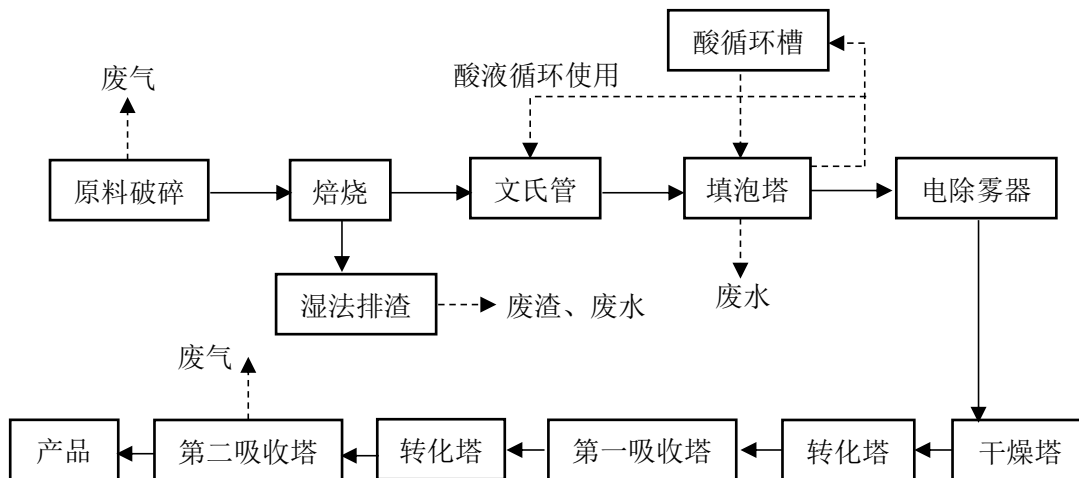 酸循环槽
废气
酸液循环使用
原料破碎
焙烧
文氏管
填泡塔
电除雾器
湿法排渣
废渣、废水
废水
废气
产品
第二吸收塔
转化塔
第一吸收塔
转化塔
干燥塔